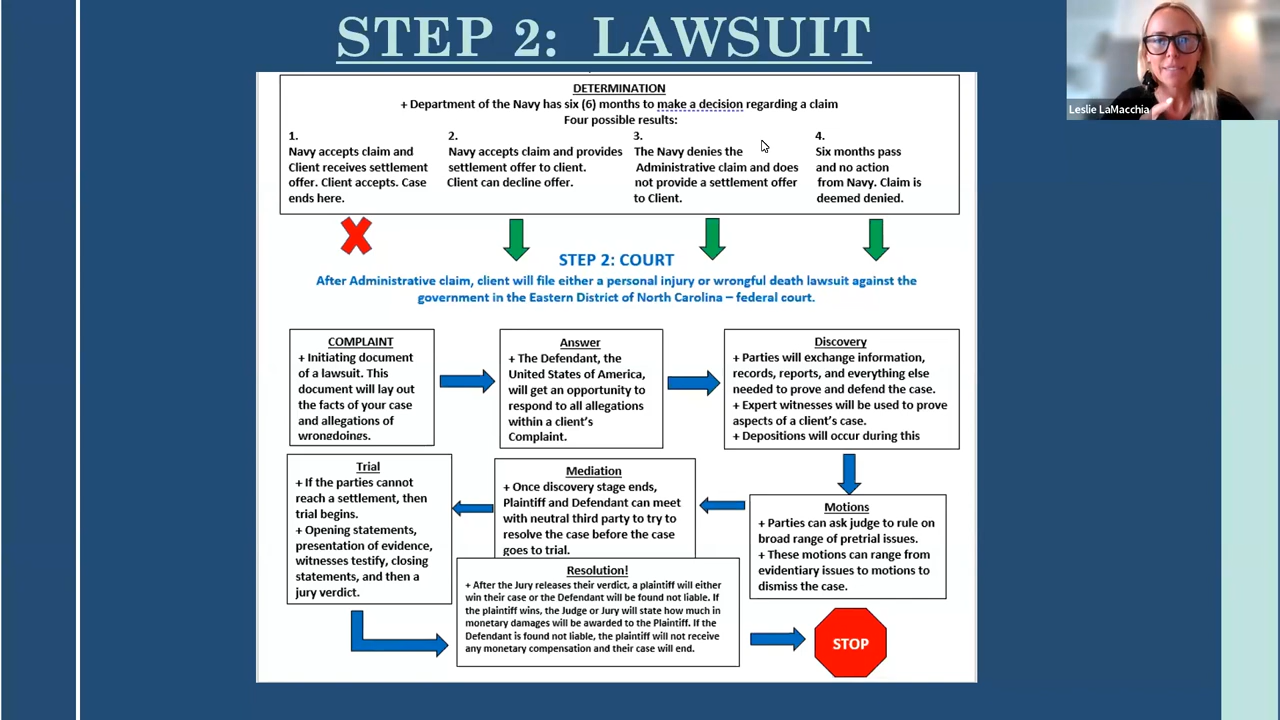 STEP 2: LAWSUIT
Leslie LaMacchia
DETERMINATION
+ Department of the Navy has six (6) months to make a decision regarding a claim
Four possible results:
1.
Navy accepts claim and
Client receives settlement
offer. Client accepts. Case
ends here.
2.
Navy accepts claim and provides
settlement offer to client.
Client can decline offer.
3.
The Navy denies the
Administrative claim and does
not provide a settlement offer
to Client.
4.
Six months pass
and no action
from Navy. Claim is
deemed denied.
STEP 2: COURT
After Administrative claim, client will file either a personal injury or wrongful death lawsuit against the
government in the Eastern District of North Carolina – federal court.
COMPLAINT
+ Initiating document
of a lawsuit. This
document will lay out
the facts of your case
and allegations of
wrongdoings.
Answer
+ The Defendant, the
United States of America,
will get an opportunity to
respond to all allegations
within a client's
Complaint.
Discovery
+ Parties will exchange information,
records, reports, and everything else
needed to prove and defend the case.
+ Expert witnesses will be used to prove
aspects of a client's case.
+ Depositions will occur during this
Motions
+ Parties can ask judge to rule on
broad range of pretrial issues.
+ These motions can range from
evidentiary issues to motions to
dismiss the case.
Mediation
+ Once discovery stage ends,
Plaintiff and Defendant can meet
with neutral third party to try to
resolve the case before the case
goes to trial.
Trial
+ If the parties cannot
reach a settlement, then
trial begins.
+ Opening statements,
presentation of evidence,
witnesses testify, closing
statements, and then a
jury verdict.
Resolution!
+ After the Jury releases their verdict, a plaintiff will either
win their case or the Defendant will be found not liable. If
the plaintiff wins, the Judge or Jury will state how much in
monetary damages will be awarded to the Plaintiff. If the
Defendant is found not liable, the plaintiff will not receive
any monetary compensation and their case will end.
STOP